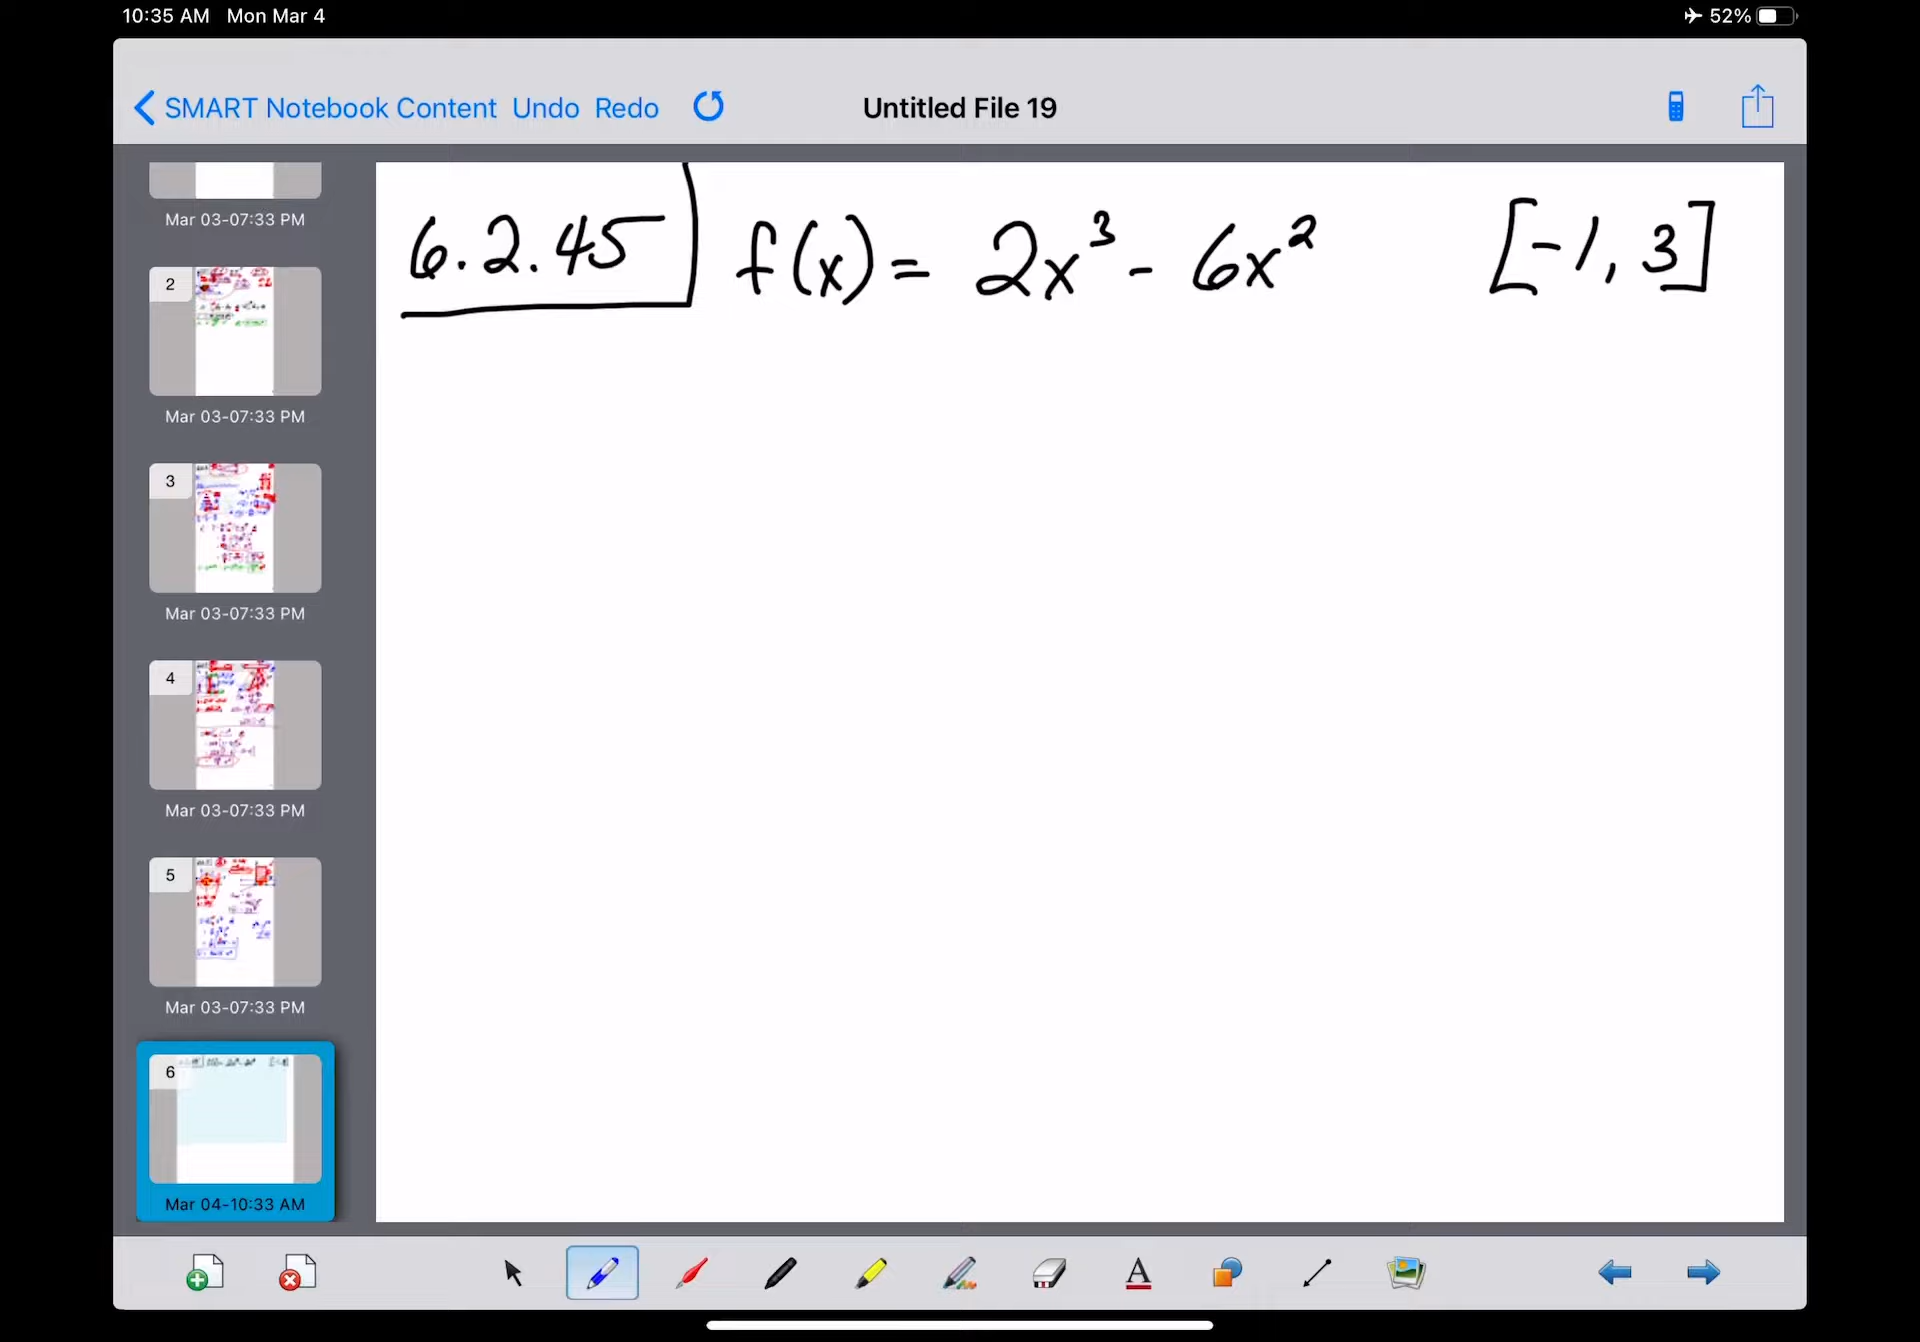 10:35 AM Mon Mar 4
52%
SMART Notebook Content Undo Redo
Untitled File 19
Mar 03-07:33 PM
2
Mar 03-07:33 PM
3
Mar 03-07:33 PM
4
Mar 03-07:33 PM
5
Mar 03-07:33 PM
6
Mar 04-10:33 AM
6.2.45 f(x) = 2x³ - 6x² [-1, 3]
A